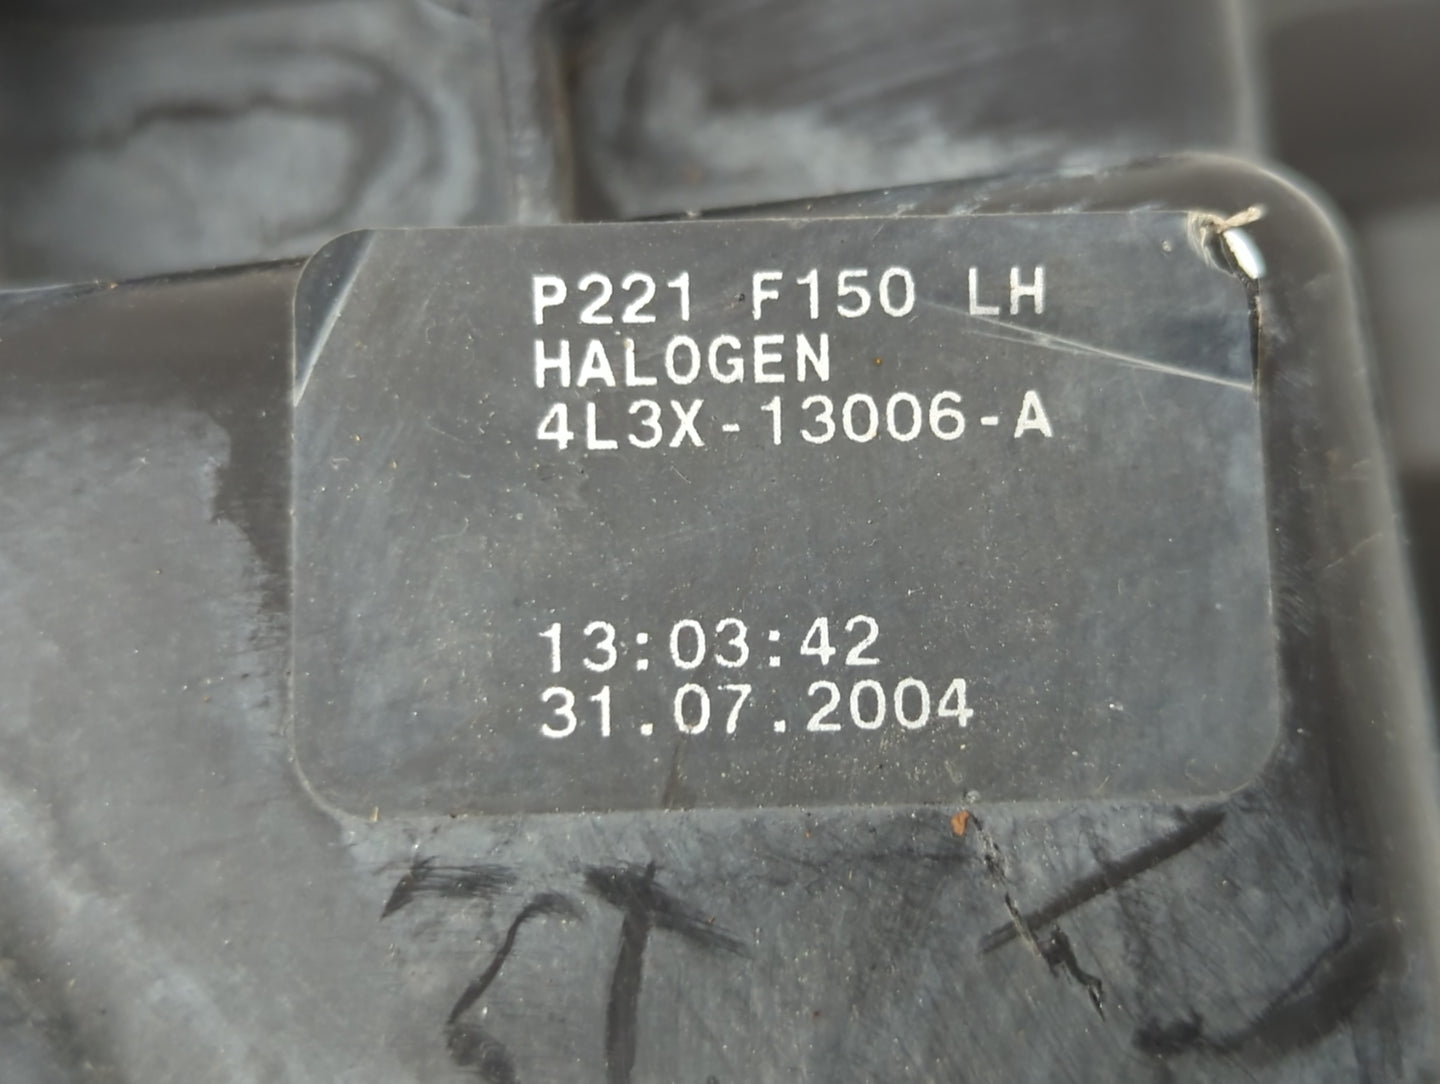 P221 F150 LH
HALOGEN
4L3X-13006-A
13:03:42
31.07.2004